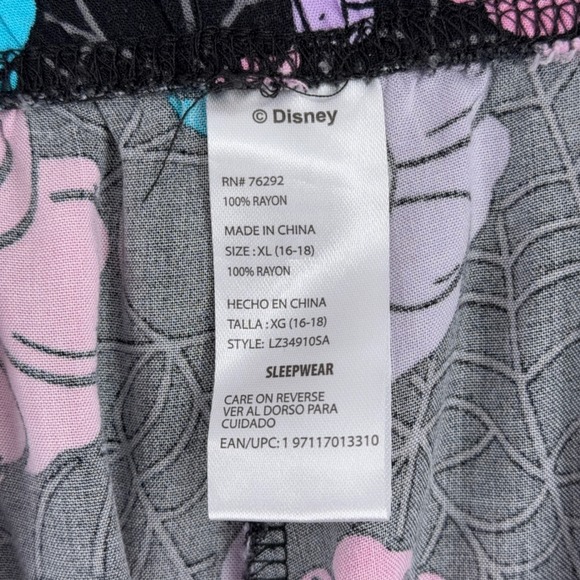 © Disney
RN# 76292
100% RAYON
MADE IN CHINA
SIZE : XL (16-18)
100% RAYON
HECHO EN CHINA
TALLA : XG (16-18)
STYLE: LZ34910SA
SLEEPWEAR
CARE ON REVERSE
VER AL DORSO PARA
CUIDADO
EAN/UPC: 1 97117013310